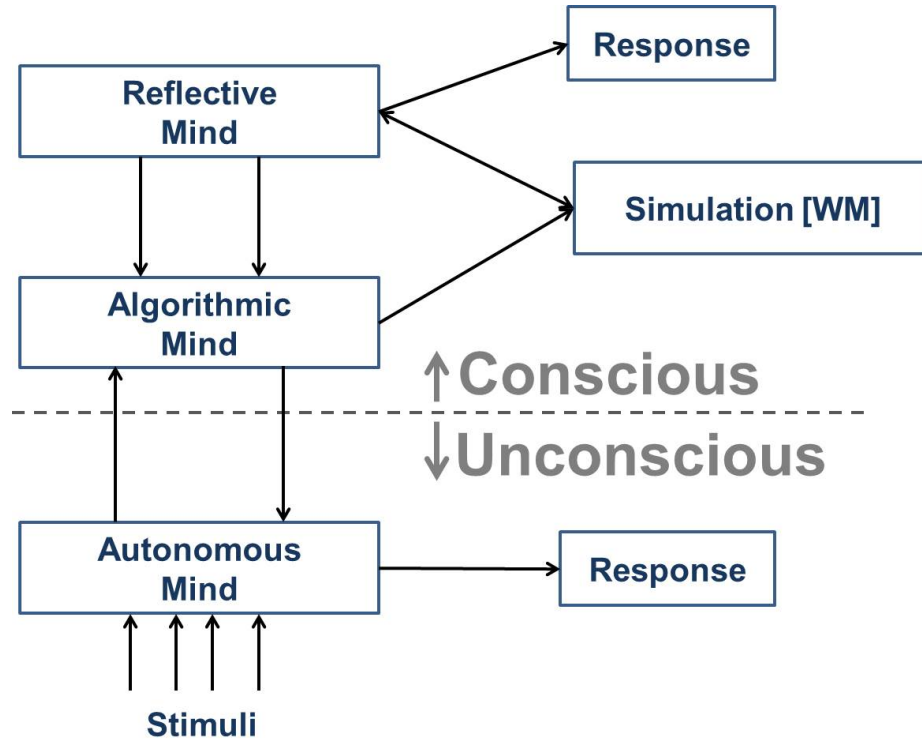 Response
Reflective
Mind
Simulation [WM]
Algorithmic
Mind
Conscious
Unconscious
Autonomous
Mind
Response
Stimuli